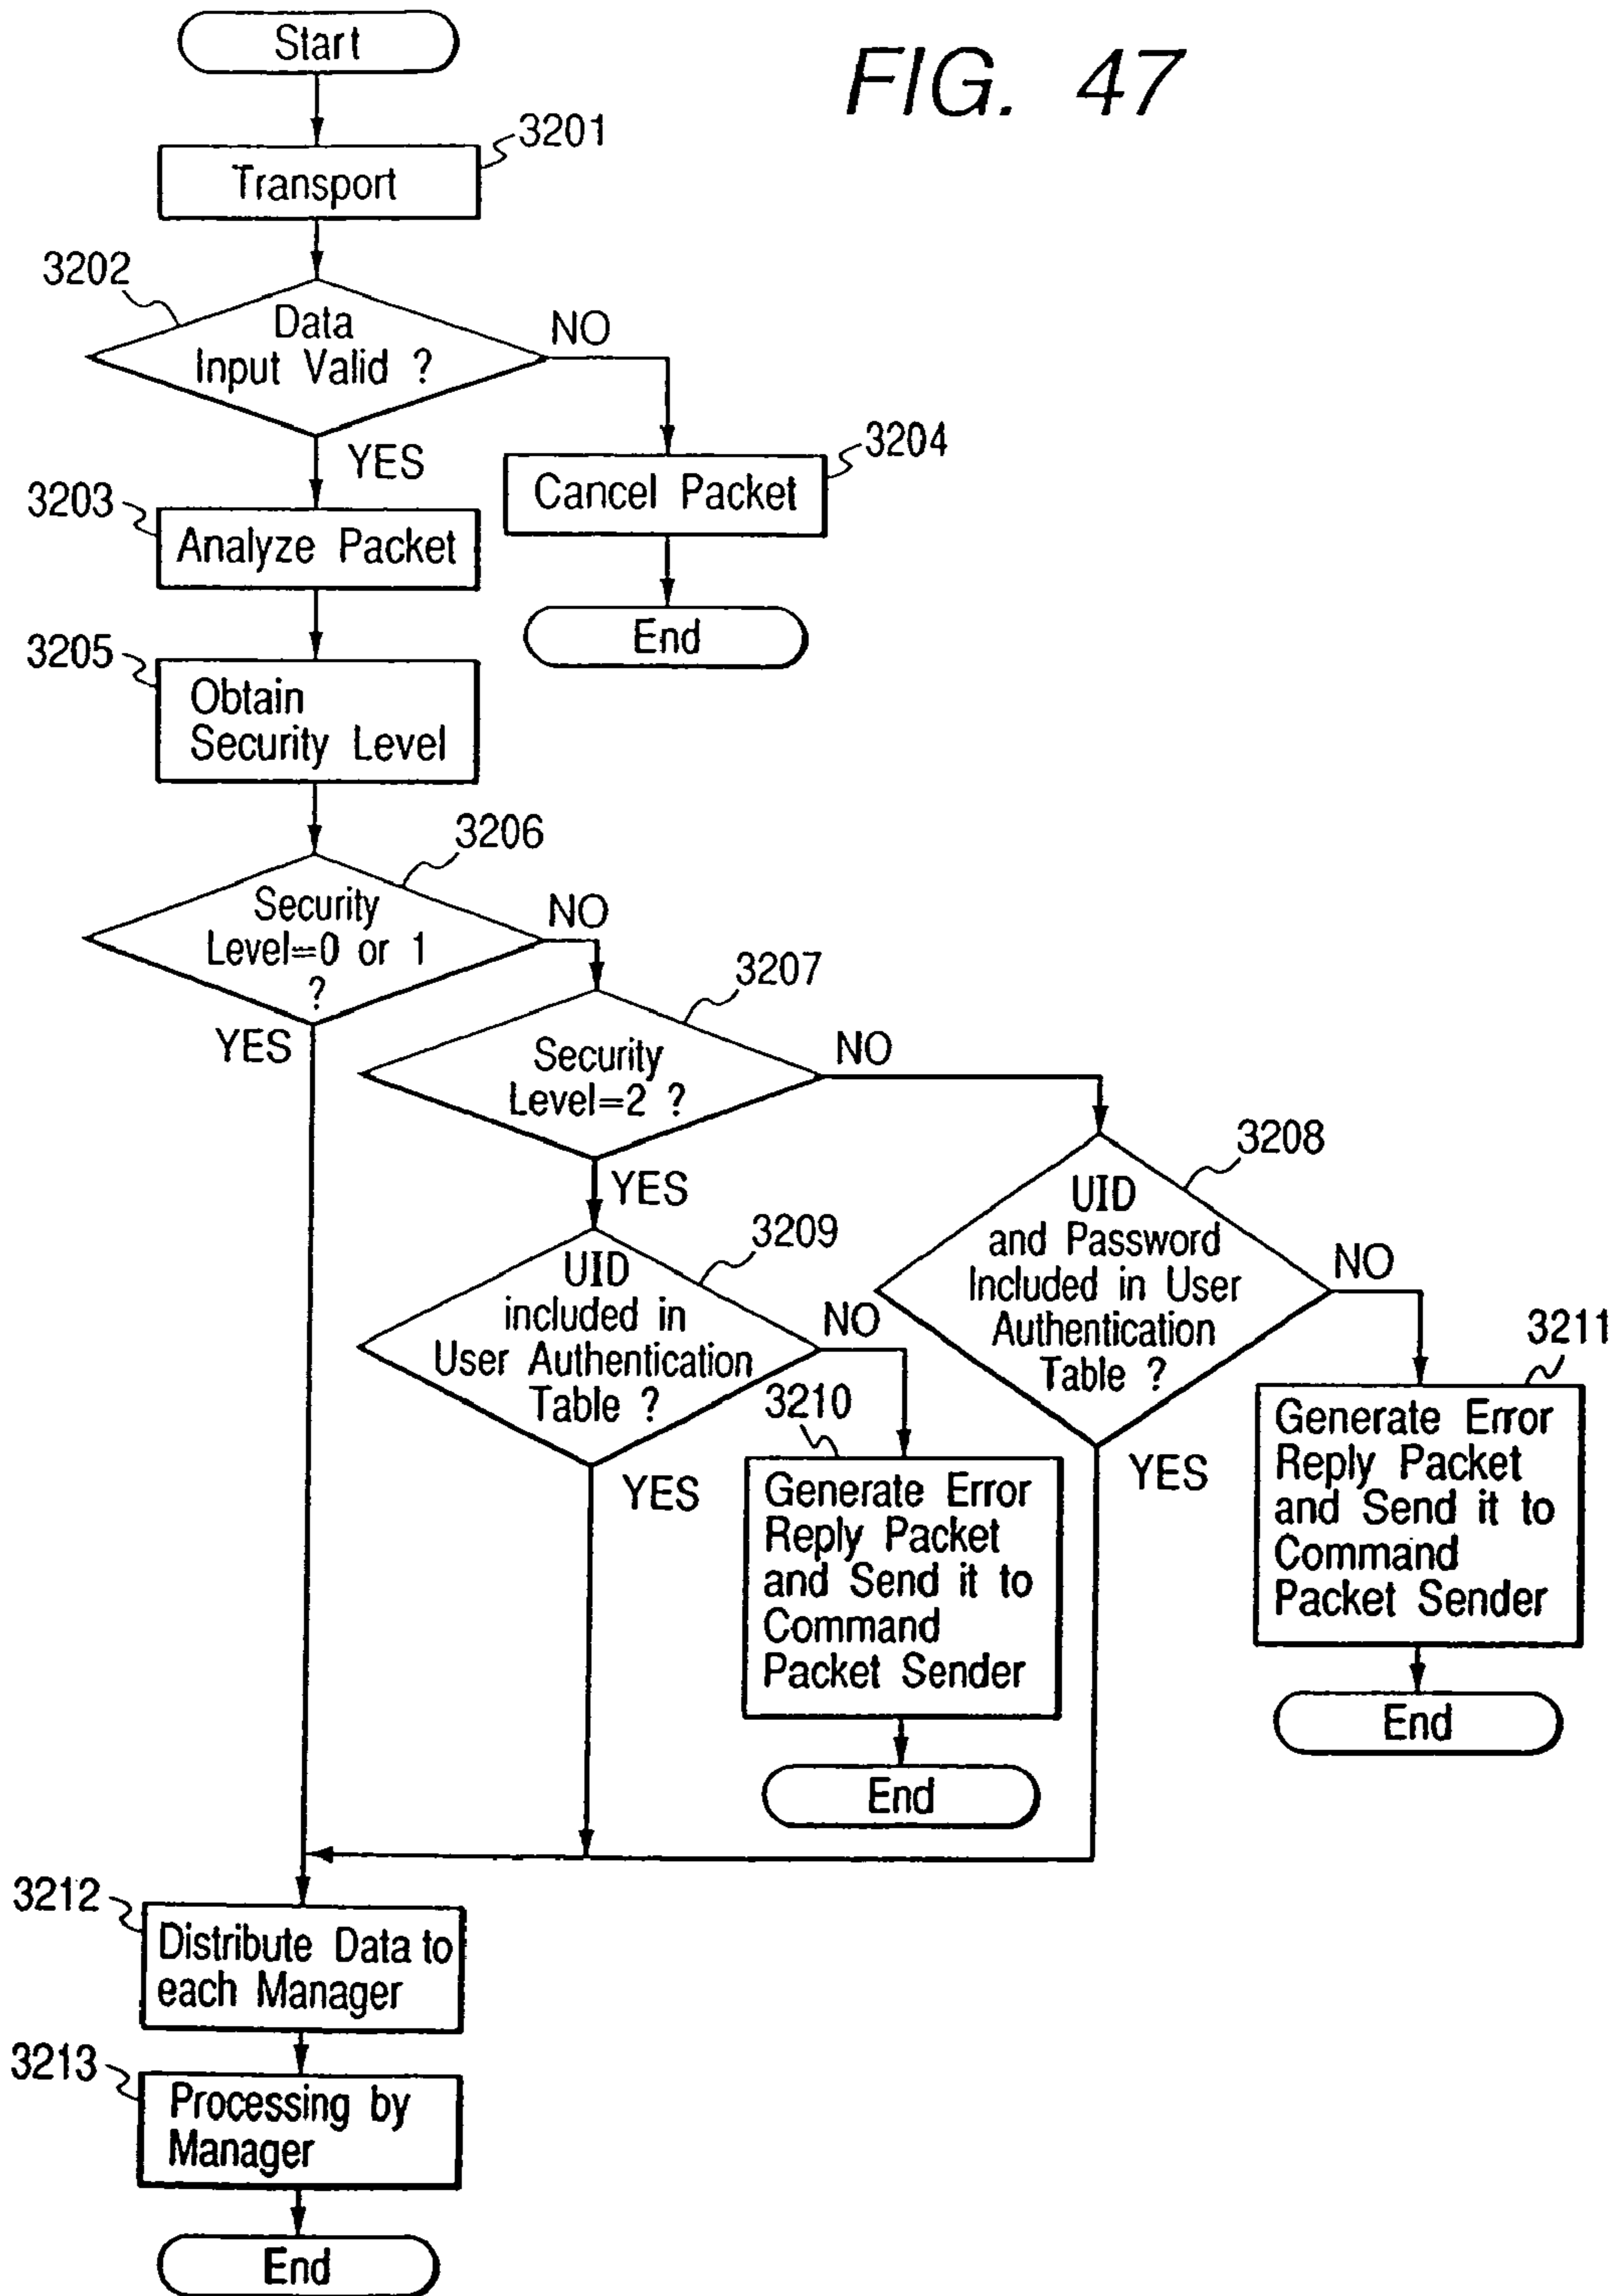 FIG. 47
Start
3201
Transport
3202
Data
Input Valid ?
NO
YES
3204
Cancel Packet
End
3203
Analyze Packet
3205
Obtain
Security Level
3206
Security
Level=0 or 1
?
NO
YES
3207
Security
Level=2 ?
NO
YES
3208
UID
and Password
Included in User
Authentication
Table ?
NO
YES
3209
UID
included in
User Authentication
Table ?
NO
YES
3210
Generate Error
Reply Packet
and Send it to
Command
Packet Sender
End
3211
Generate Error
Reply Packet
and Send it to
Command
Packet Sender
End
3212
Distribute Data to
each Manager
3213
Processing by
Manager
End